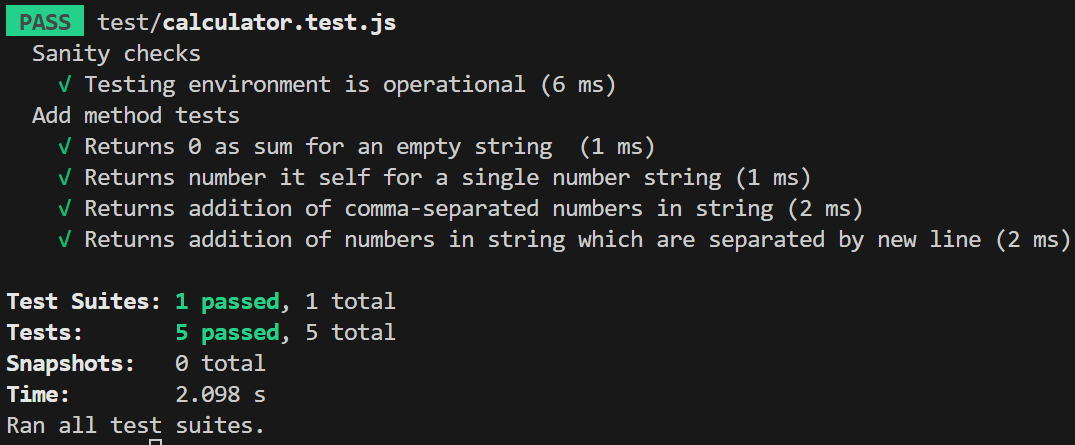 PASS test/calculator.test.js
Sanity checks
√ Testing environment is operational (6 ms)
Add method tests
√ Returns 0 as sum for an empty string  (1 ms)
√ Returns number it self for a single number string (1 ms)
√ Returns addition of comma-separated numbers in string (2 ms)
√ Returns addition of numbers in string which are separated by new line (2 ms)
Test Suites: 1 passed, 1 total
Tests:       5 passed, 5 total
Snapshots:   0 total
Time:        2.098 s
Ran all test suites.